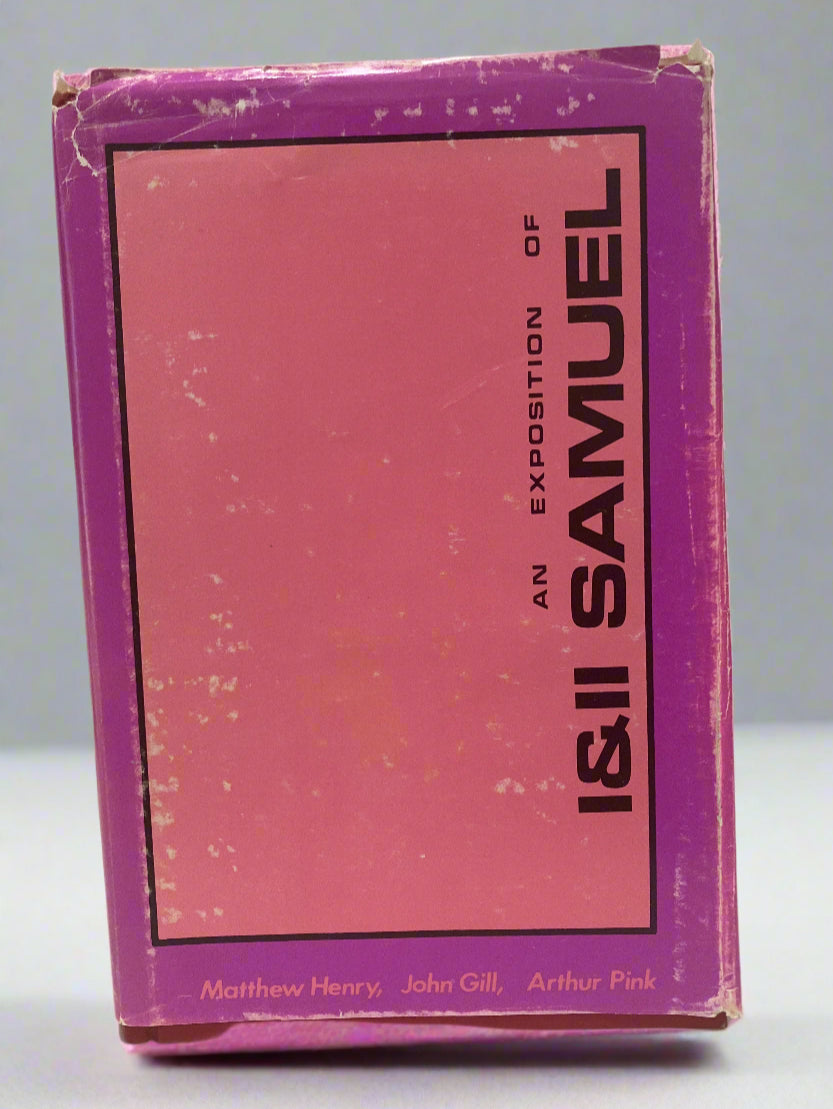 AN EXPOSITION OF
I&II SAMUEL
Matthew Henry, John Gill, Arthur Pink